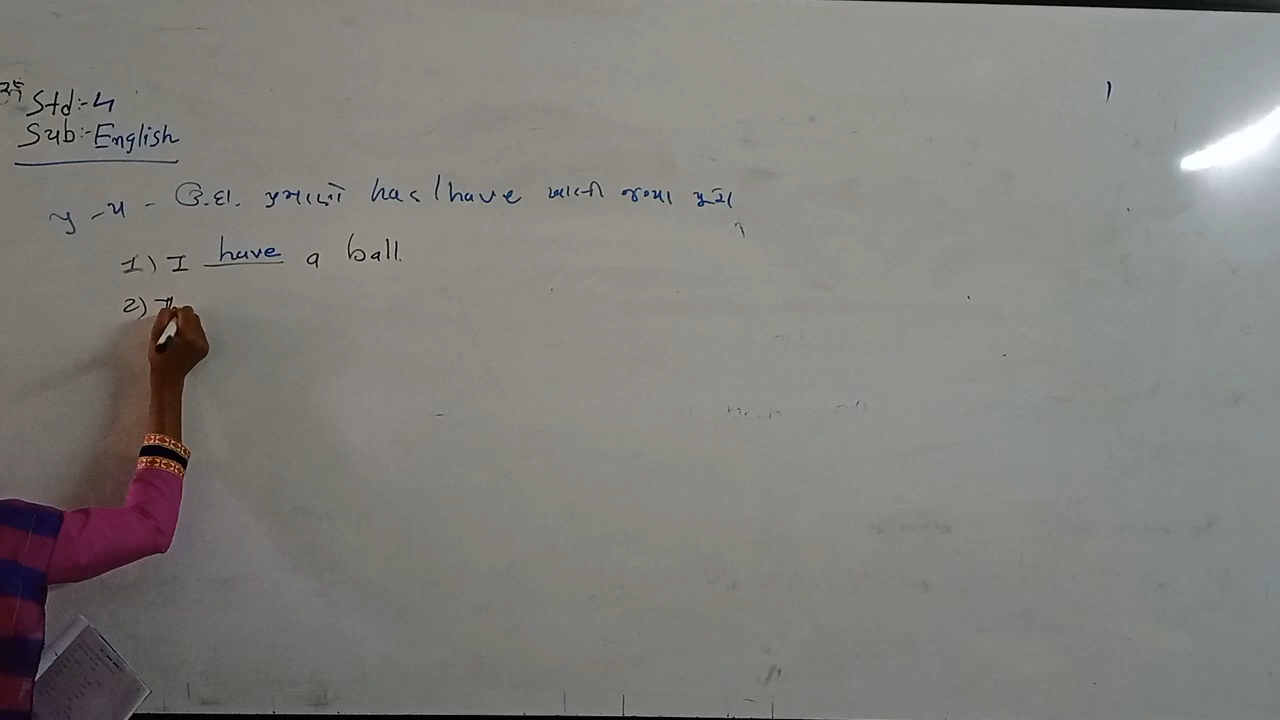 Std:- 4
Sub:- English
પ્ર-૫ - ઉ.દા. પ્રમાણે has/have ખાલી જગ્યા પૂરો
1) I have a ball.
2)